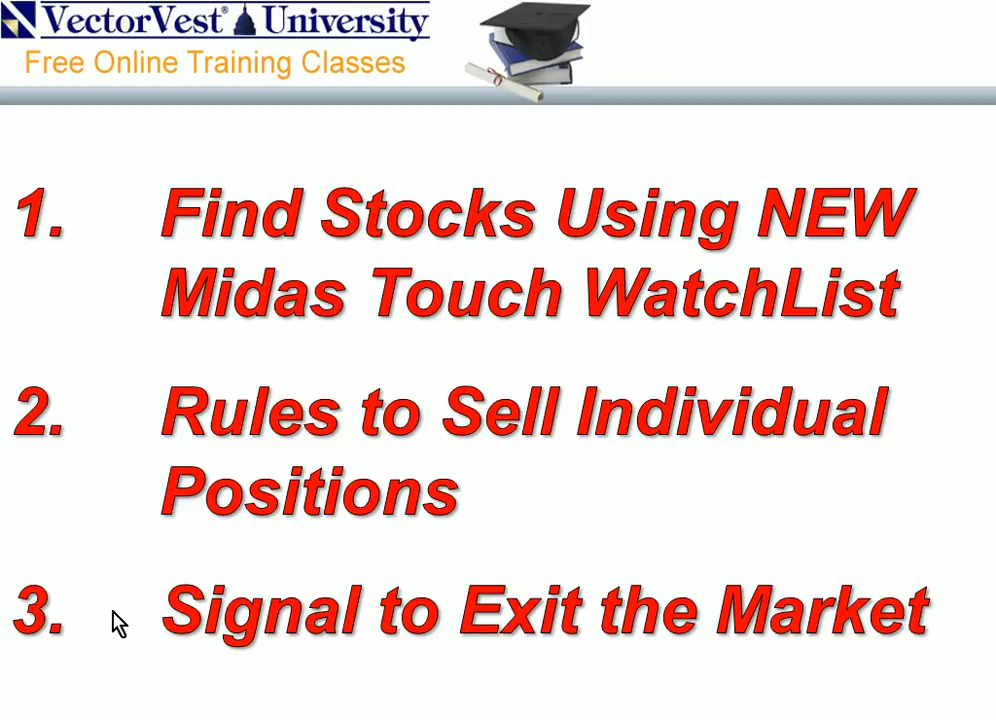 VectorVest® University
Free Online Training Classes
1. Find Stocks Using NEW
Midas Touch WatchList
2. Rules to Sell Individual
Positions
3. Signal to Exit the Market